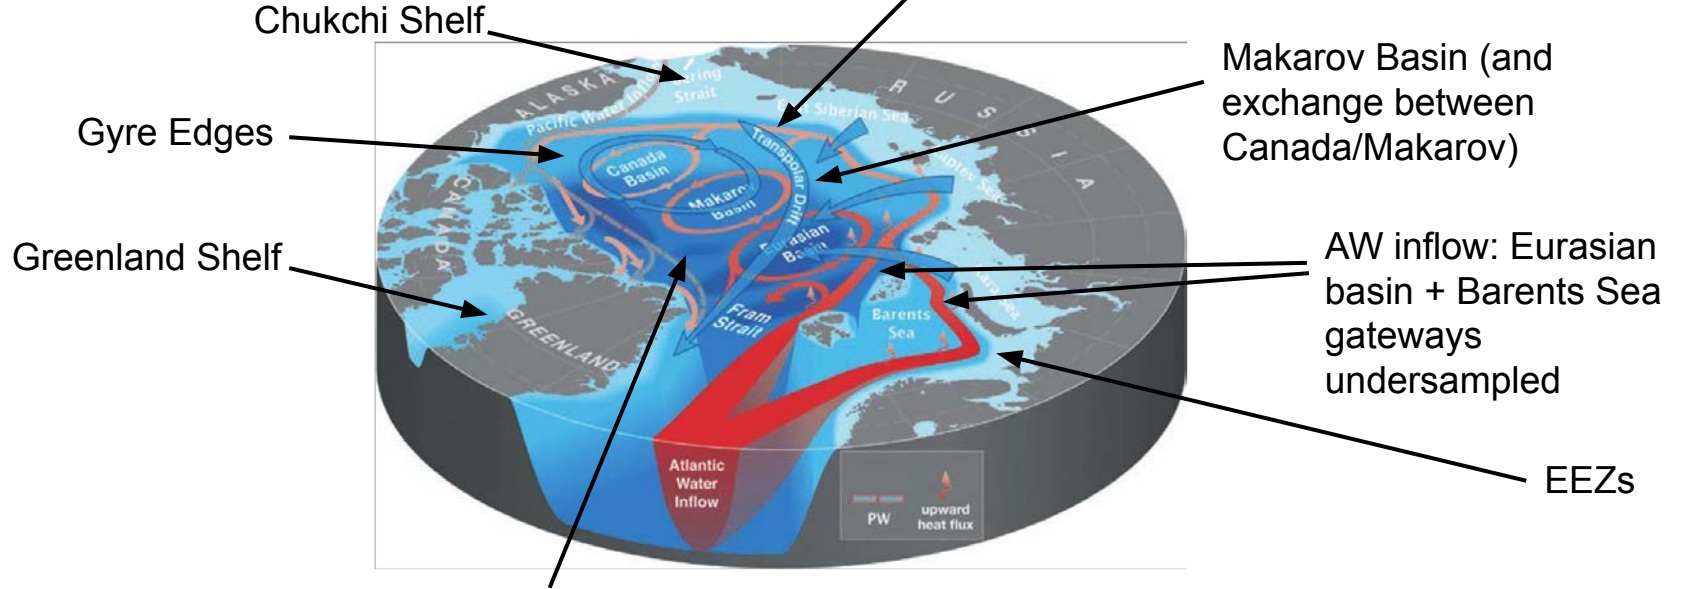 Chukchi Shelf
Makarov Basin (and
exchange between
Canada/Makarov)
Gyre Edges
Greenland Shelf
AW inflow: Eurasian
basin + Barents Sea
gateways
undersampled
EEZs
ALASKA
Pacific Water Inflow
Strait
RUSSIA
Siberian Sea
Transpolar Drift
Canada
Basin
CANADA
Eurasian
Fram
Strait
Barents
Sea
GREENLAND
Atlantic
Water
Inflow
PW
upward
heat flux